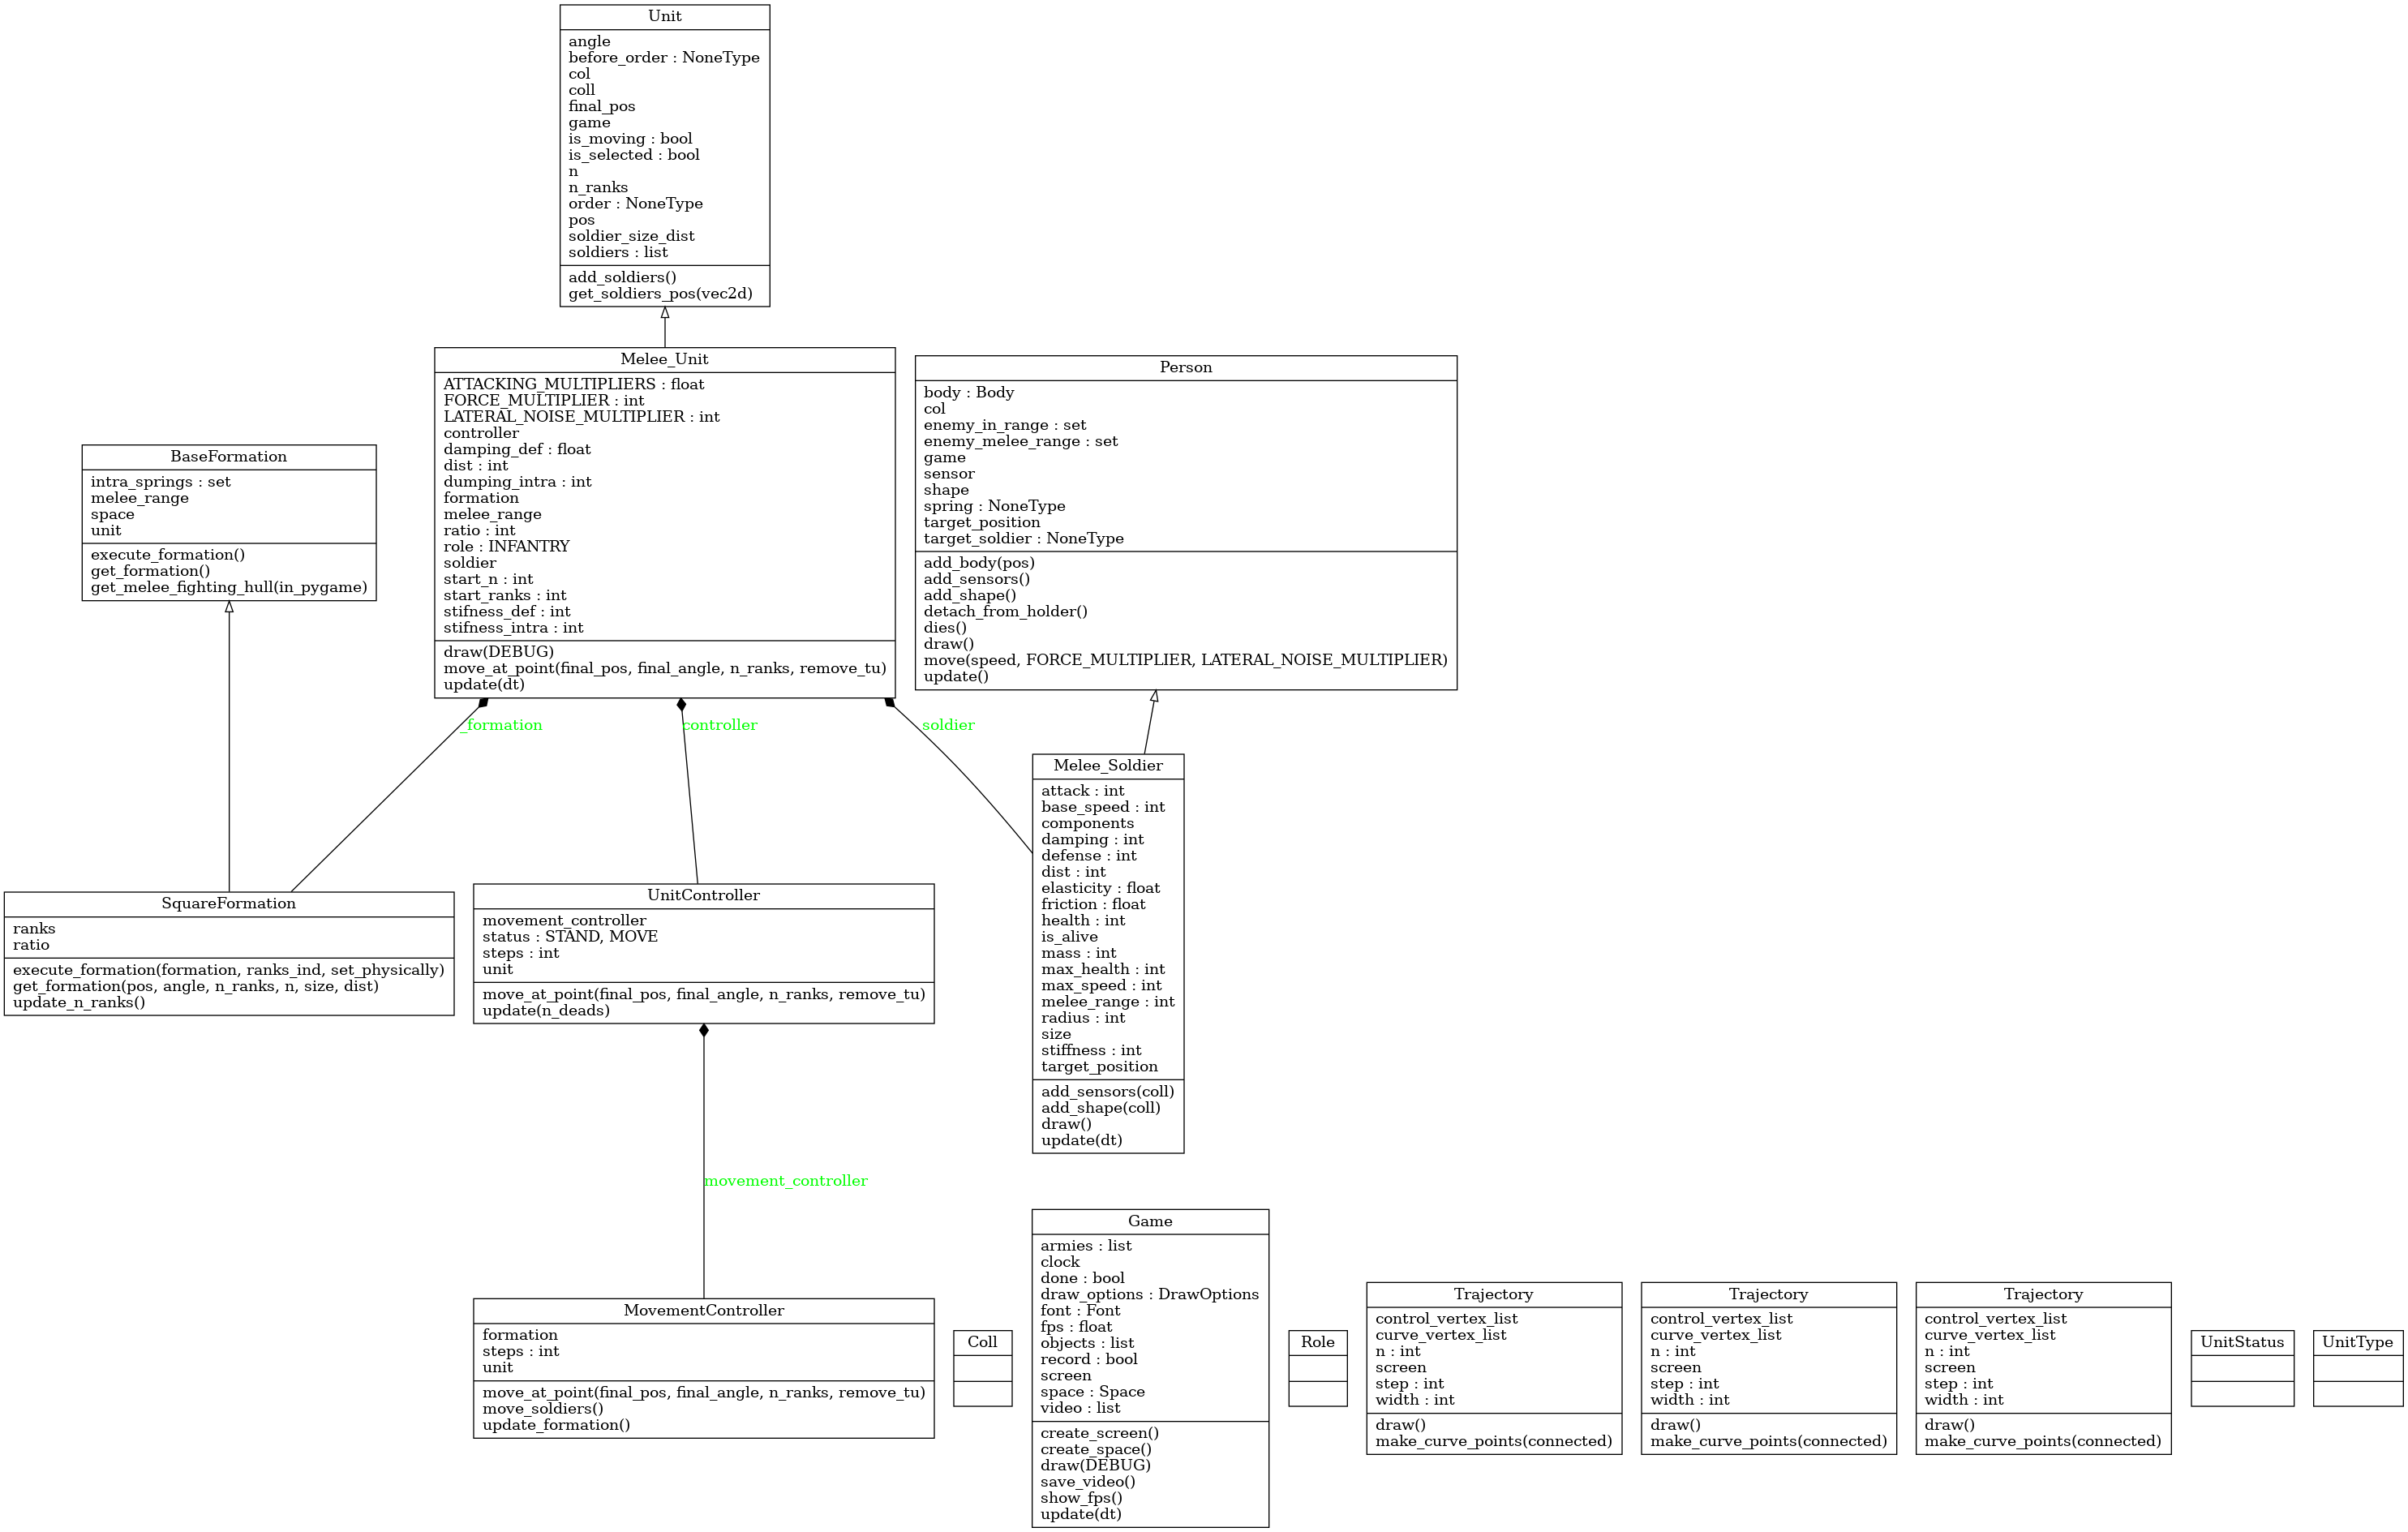 Unit
angle
before_order : NoneType
col
coll
final_pos
game
is_moving : bool
is_selected : bool
n
n_ranks
order : NoneType
pos
soldier_size_dist
soldiers : list
add_soldiers()
get_soldiers_pos(vec2d)
Melee_Unit
ATTACKING_MULTIPLIERS : float
FORCE_MULTIPLIER : int
LATERAL_NOISE_MULTIPLIER : int
controller
damping_def : float
dist : int
dumping_intra : int
formation
melee_range
ratio : int
role : INFANTRY
soldier
start_n : int
start_ranks : int
stifness_def : int
stifness_intra : int
draw(DEBUG)
move_at_point(final_pos, final_angle, n_ranks, remove_tu)
update(dt)
Person
body : Body
col
enemy_in_range : set
enemy_melee_range : set
game
sensor
shape
spring : NoneType
target_position
target_soldier : NoneType
add_body(pos)
add_sensors()
add_shape()
detach_from_holder()
dies()
draw()
move(speed, FORCE_MULTIPLIER, LATERAL_NOISE_MULTIPLIER)
update()
BaseFormation
intra_springs : set
melee_range
space
unit
execute_formation()
get_formation()
get_melee_fighting_hull(in_pygame)
_formation
controller
soldier
Melee_Soldier
attack : int
base_speed : int
components
damping : int
defense : int
dist : int
elasticity : float
friction : float
health : int
is_alive
mass : int
max_health : int
max_speed : int
melee_range : int
radius : int
size
stiffness : int
target_position
add_sensors(coll)
add_shape(coll)
draw()
update(dt)
SquareFormation
ranks
ratio
execute_formation(formation, ranks_ind, set_physically)
get_formation(pos, angle, n_ranks, n, size, dist)
update_n_ranks()
UnitController
movement_controller
status : STAND, MOVE
steps : int
unit
move_at_point(final_pos, final_angle, n_ranks, remove_tu)
update(n_deads)
movement_controller
MovementController
formation
steps : int
unit
move_at_point(final_pos, final_angle, n_ranks, remove_tu)
move_soldiers()
update_formation()
Coll
Game
armies : list
clock
done : bool
draw_options : DrawOptions
font : Font
fps : float
objects : list
record : bool
screen
space : Space
video : list
create_screen()
create_space()
draw(DEBUG)
save_video()
show_fps()
update(dt)
Role
Trajectory
control_vertex_list
curve_vertex_list
n : int
screen
step : int
width : int
draw()
make_curve_points(connected)
Trajectory
control_vertex_list
curve_vertex_list
n : int
screen
step : int
width : int
draw()
make_curve_points(connected)
Trajectory
control_vertex_list
curve_vertex_list
n : int
screen
step : int
width : int
draw()
make_curve_points(connected)
UnitStatus
UnitType